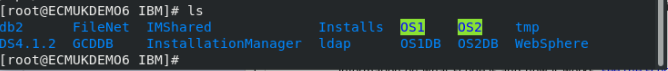 [root@ECMUKDEMO6 IBM]# ls
db2 FileNet IMShared Installs OS1 OS2 tmp
DS4.1.2 GCDDB InstallationManager ldap OS1DB OS2DB WebSphere
[root@ECMUKDEMO6 IBM]#